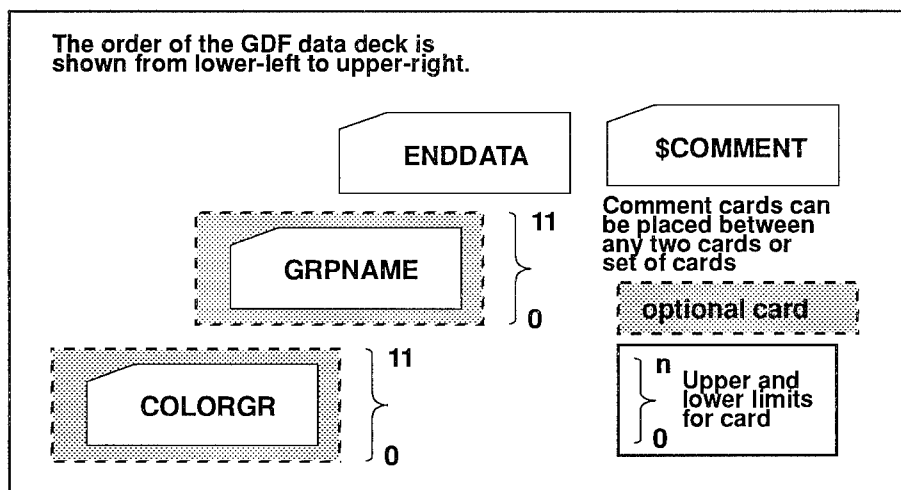 The order of the GDF data deck is
shown from lower-left to upper-right.
ENDDATA
$COMMENT
Comment cards can
be placed between
any two cards or
set of cards
11
GRPNAME
0
optional card
11
COLORGR
0
n
Upper and
lower limits
for card
0